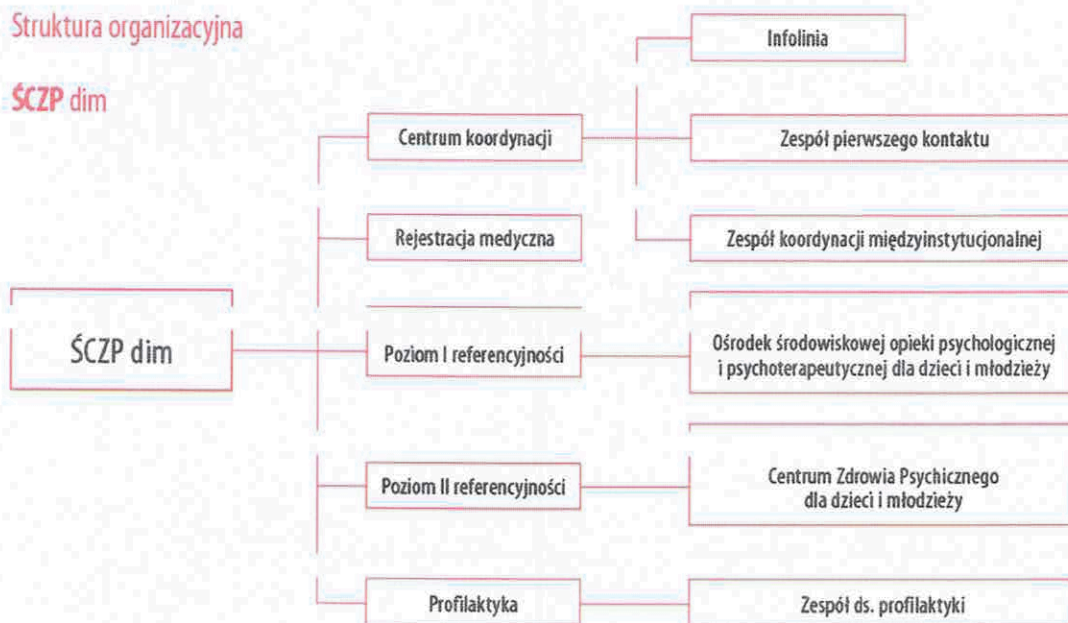 Struktura organizacyjna
ŚCZP dim
ŚCZP dim
Centrum koordynacji
Infolinia
Zespół pierwszego kontaktu
Zespół koordynacji międzyinstytucjonalnej
Rejestracja medyczna
Poziom I referencyjności
Ośrodek środowiskowej opieki psychologicznej
i psychoterapeutycznej dla dzieci i młodzieży
Poziom II referencyjności
Centrum Zdrowia Psychicznego
dla dzieci i młodzieży
Profilaktyka
Zespół ds. profilaktyki